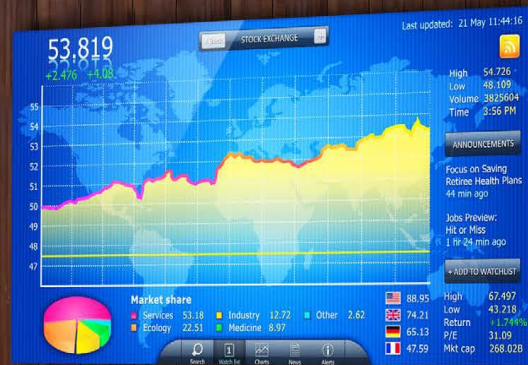 Last updated: 21 May 11:44:16
53.819
+2.476 +4.08
STOCK EXCHANGE
High 54.726
Low 48.109
Volume 3825604
Time 3:56 PM
ANNOUNCEMENTS
Focus on Saving
Retiree Health Plans
44 min ago
Jobs Preview:
Hit or Miss
1 hr 24 min ago
+ ADD TO WATCHLIST
High 67.497
Low 43.218
Return +1.744%
P/E 31.09
Mkt cap 268.02B
55
54
53
52
51
50
49
48
47
Market share
Services 53.18
Industry 12.72
Other 2.62
Ecology 22.51
Medicine 8.97
88.95
74.21
65.13
47.59
Search
1
Watch list
Charts
News
Alerts